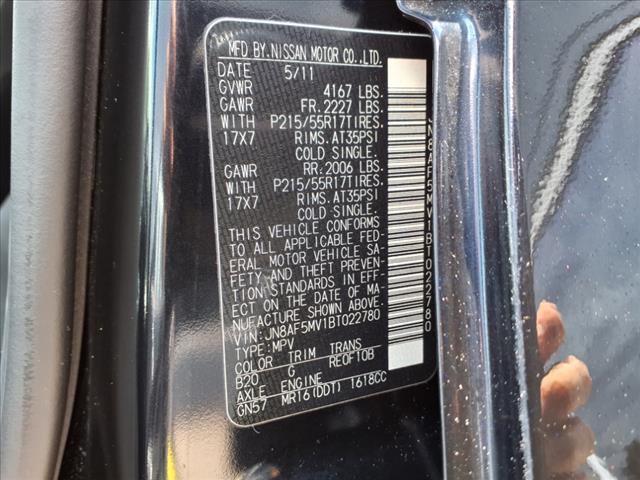 MFD BY.NISSAN MOTOR CO.,LTD.
DATE 5/11
GVWR 4167 LBS.
GAWR FR.2227 LBS.
WITH P215/55R17TIRES.
17X7 RIMS.AT35PSI
COLD SINGLE.
GAWR RR.2006 LBS.
WITH P215/55R17TIRES.
17X7 RIMS.AT35PSI
COLD SINGLE.
THIS VEHICLE CONFORMS
TO ALL APPLICABLE FED-
ERAL MOTOR VEHICLE SA-
FETY AND THEFT PREVEN-
TION STANDARDS IN EFF-
ECT ON THE DATE OF MA-
NUFACTURE SHOWN ABOVE.
VIN:JN8AF5MV1BT022780
TYPE:MPV
COLOR TRIM TRANS
B20 G RE0F10B
AXLE ENGINE
GN57 MR16(DDT) 1618CC
JN8AF5MV1BT022780